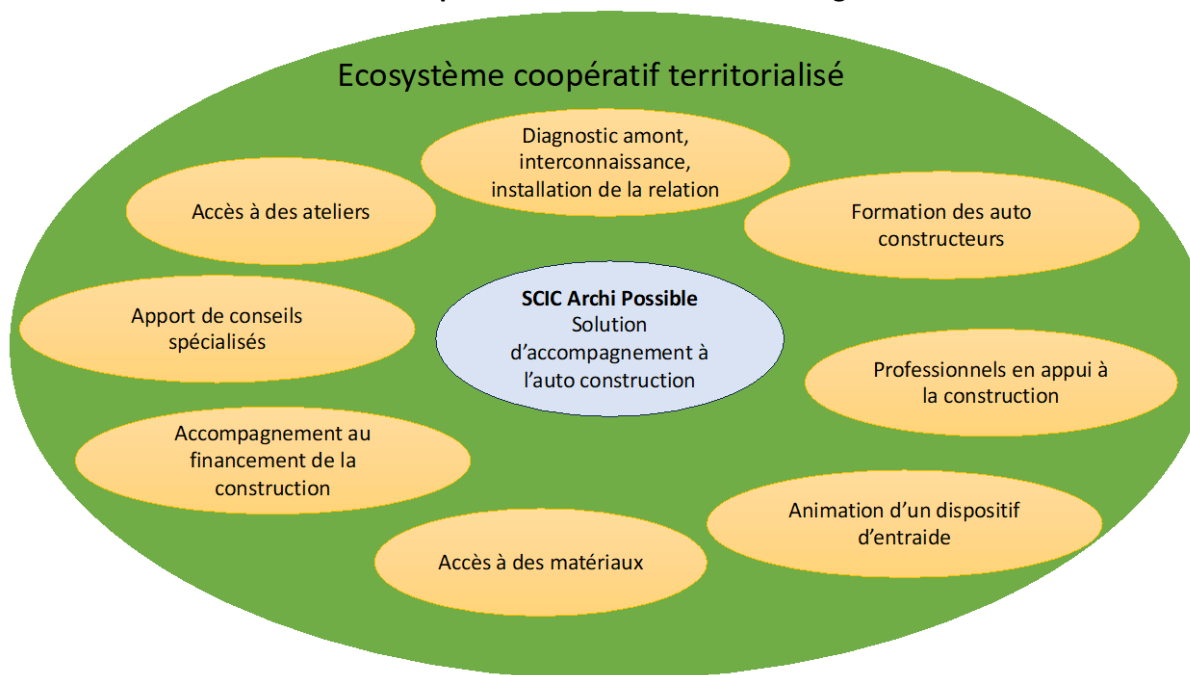 Ecosystème coopératif territorialisé
Diagnostic amont,
interconnaissance,
installation de la relation
Accès à des ateliers
Formation des auto
constructeurs
Apport de conseils
spécialisés
SCIC Archi Possible
Solution
d’accompagnement à
l’auto construction
Professionnels en appui à
la construction
Accompagnement au
financement de la
construction
Animation d’un dispositif
d’entraide
Accès à des matériaux